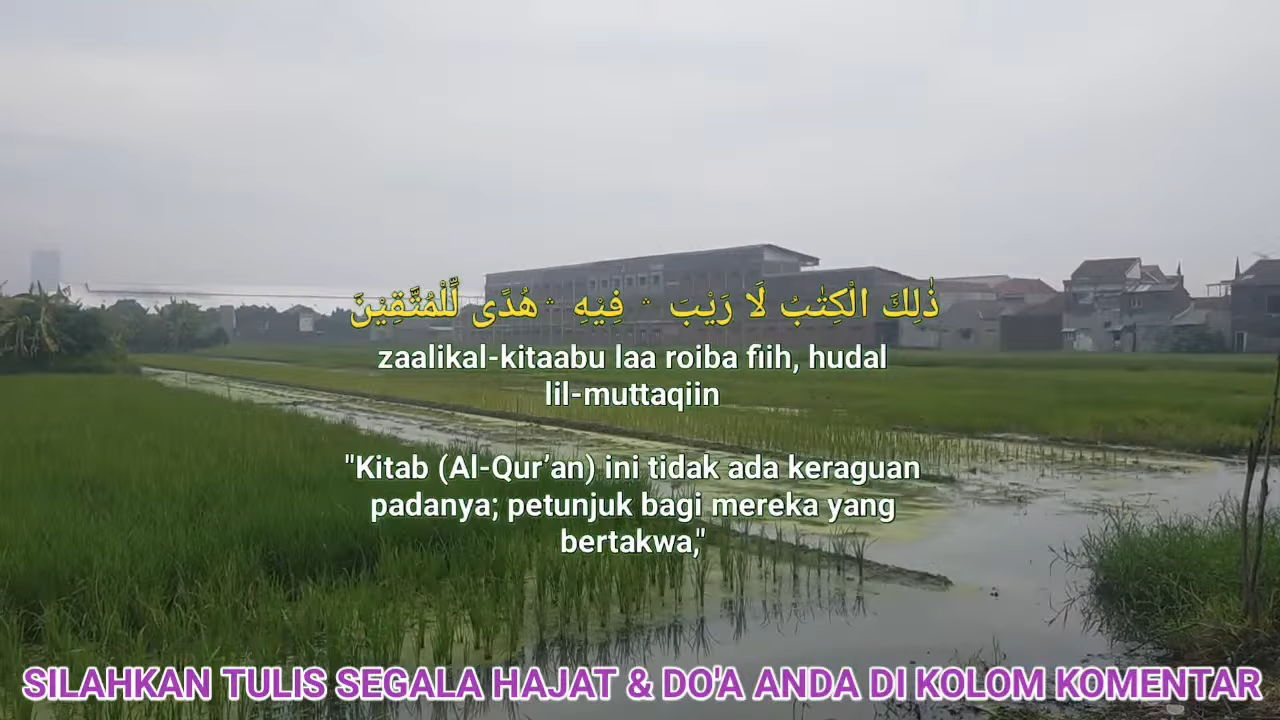 ذٰلِكَ الْكِتٰبُ لَا رَيْبَ ۛ فِيْهِ ۛ هُدًى لِّلْمُتَّقِيْنَ
zaalikal-kitaabu laa roiba fiih, hudal
lil-muttaqiin
"Kitab (Al-Qur’an) ini tidak ada keraguan
padanya; petunjuk bagi mereka yang
bertakwa,"
SILAHKAN TULIS SEGALA HAJAT & DO'A ANDA DI KOLOM KOMENTAR